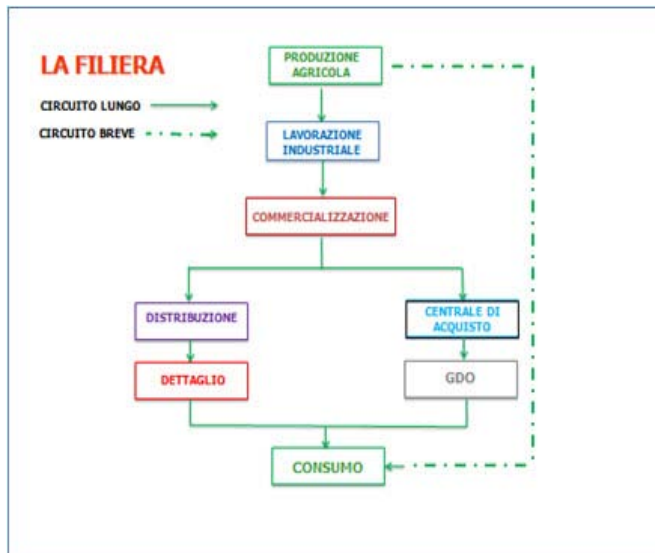 LA FILIERA
CIRCUITO LUNGO
CIRCUITO BREVE
PRODUZIONE
AGRICOLA
LAVORAZIONE
INDUSTRIALE
COMMERCIALIZZAZIONE
DISTRIBUZIONE
CENTRALE DI
ACQUISTO
DETTAGLIO
GDO
CONSUMO